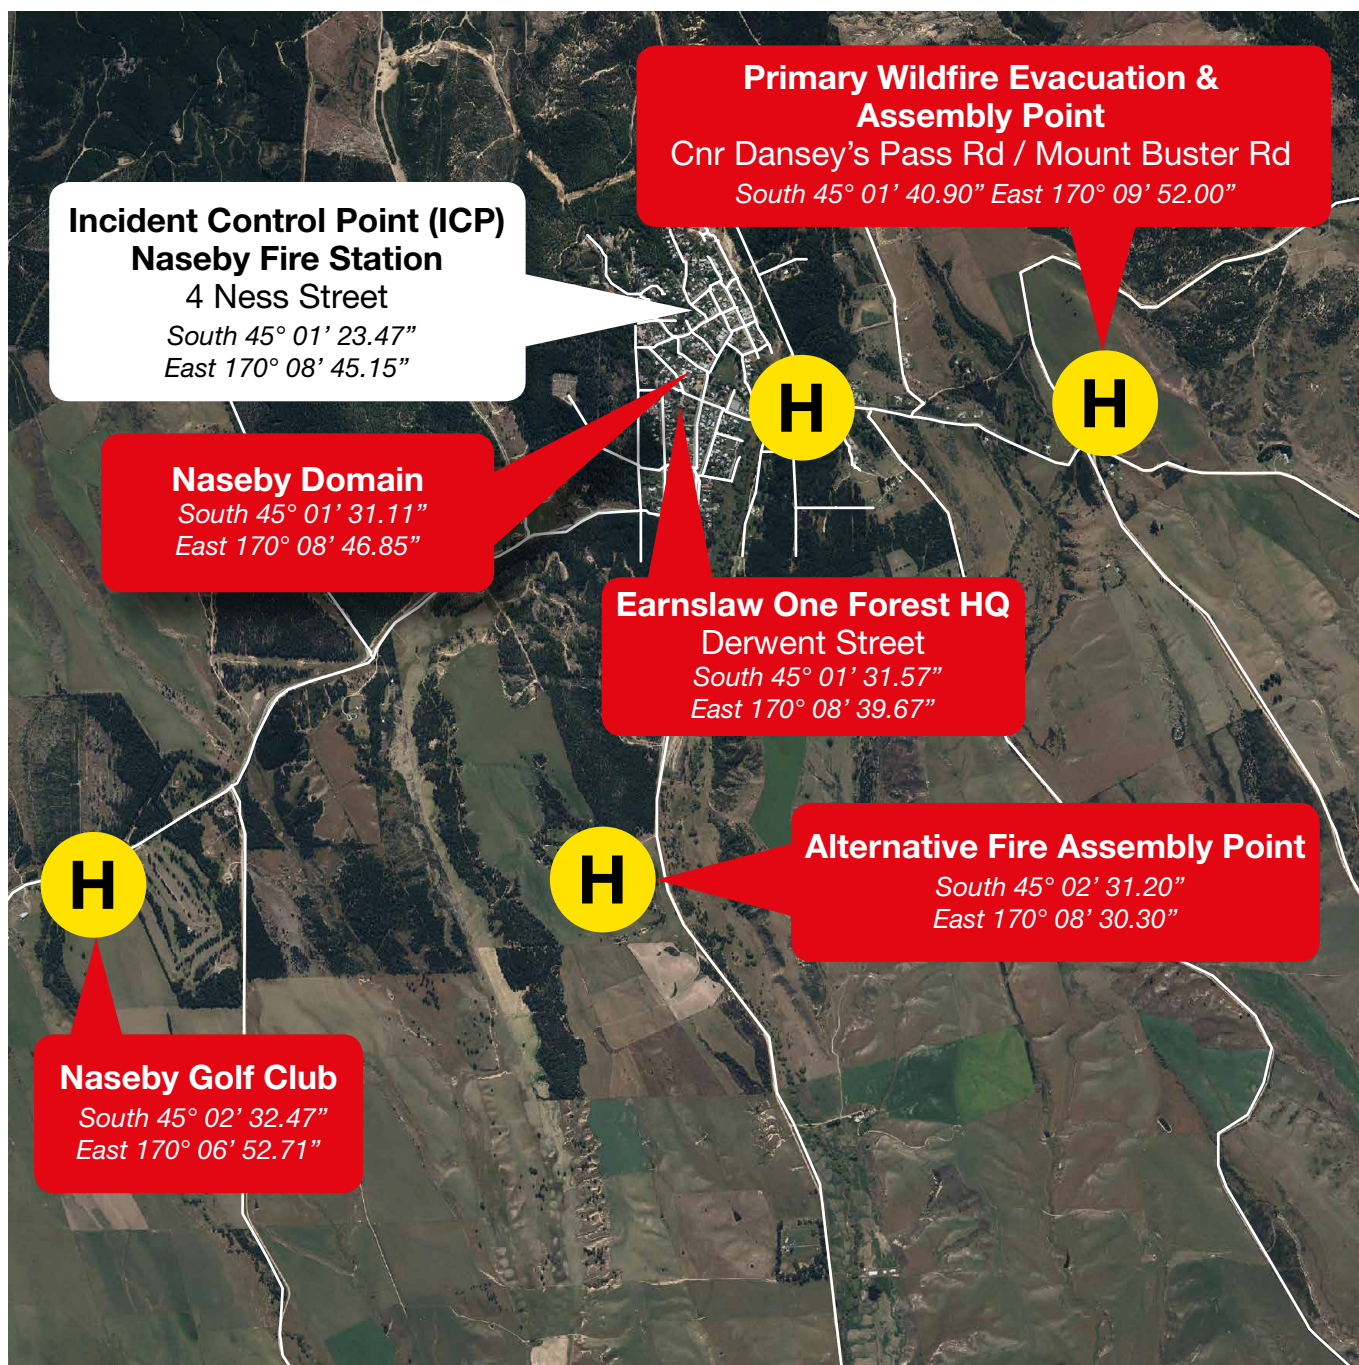 Primary Wildfire Evacuation &
Assembly Point
Cnr Dansey’s Pass Rd / Mount Buster Rd
South 45° 01’ 40.90” East 170° 09’ 52.00”
Incident Control Point (ICP)
Naseby Fire Station
4 Ness Street
South 45° 01’ 23.47”
East 170° 08’ 45.15”
H
H
Naseby Domain
South 45° 01’ 31.11”
East 170° 08’ 46.85”
Earnslaw One Forest HQ
Derwent Street
South 45° 01’ 31.57”
East 170° 08’ 39.67”
Alternative Fire Assembly Point
South 45° 02’ 31.20”
East 170° 08’ 30.30”
H
H
Naseby Golf Club
South 45° 02’ 32.47”
East 170° 06’ 52.71”